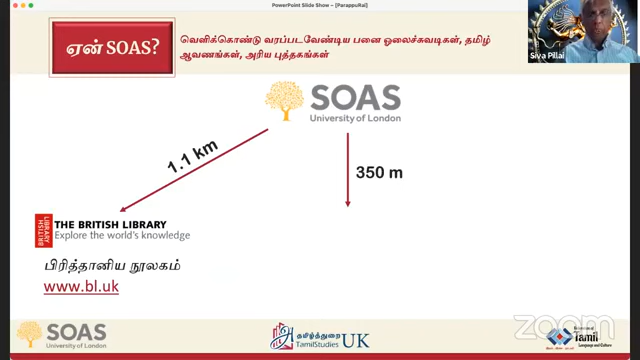 PowerPoint Slide Show - [ParappuRai]
ஏன் SOAS?
வெளிக்கொண்டு வரப்படவேண்டிய பனை ஓலைச்சுவடிகள், தமிழ்
ஆவணங்கள், அரிய புத்தகங்கள்
Siva Pillai
SOAS
University of London
1.1 km
350 m
BRITISH
LIBRARY
THE BRITISH LIBRARY
Explore the world's knowledge
பிரித்தானிய நூலகம்
www.bl.uk
SOAS
University of London
தமிழ்த்துறை
TamilStudies UK
zoom
Tamil
Language and Culture